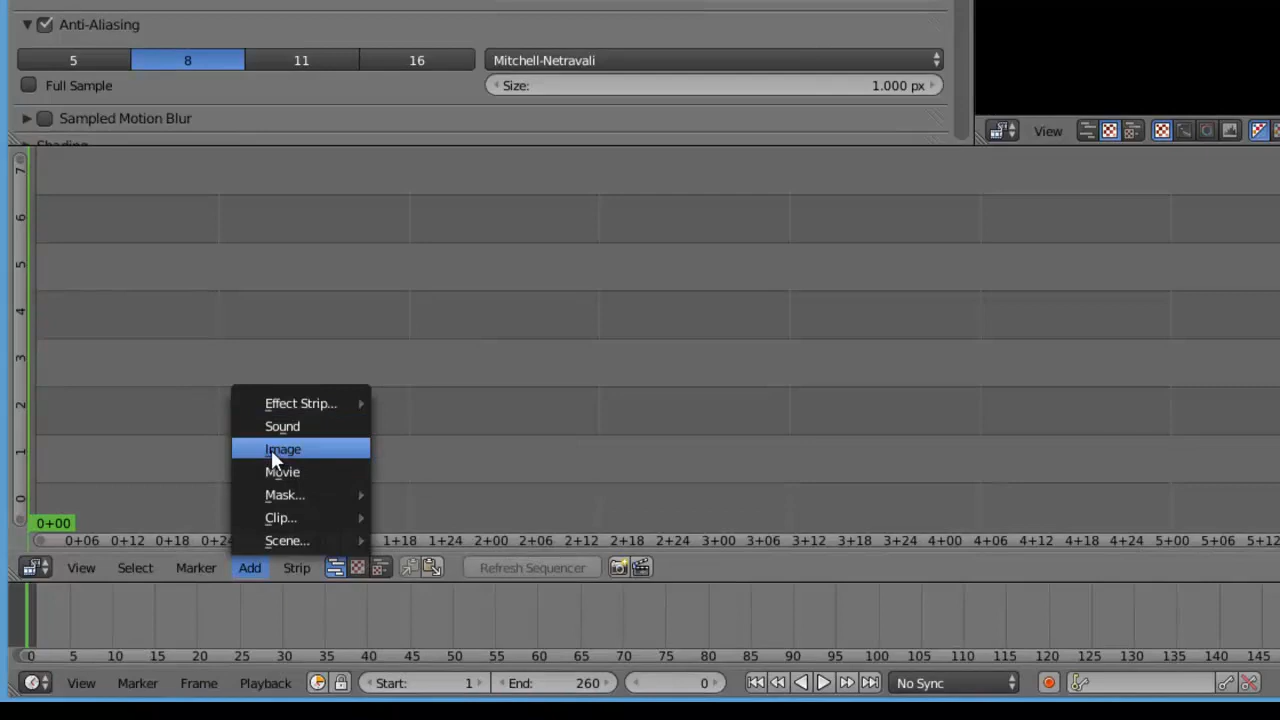 Anti-Aliasing
5 8 11 16 Mitchell-Netravali
Full Sample Size: 1.000 px
Sampled Motion Blur
View
Shading
7
6
5
4
3
2
1
0
Effect Strip...
Sound
Image
Movie
Mask...
Clip...
Scene...
0+00
0+06 0+12 0+18 0+24 1+18 1+24 2+00 2+06 2+12 2+18 2+24 3+00 3+06 3+12 3+18 3+24 4+00 4+06 4+12 4+18 4+24 5+00 5+06 5+12
View Select Marker Add Strip Refresh Sequencer
0 5 10 15 20 25 30 35 40 45 50 55 60 65 70 75 80 85 90 95 100 105 110 115 120 125 130 135 140 145
View Marker Frame Playback Start: 1 End: 260 0 No Sync